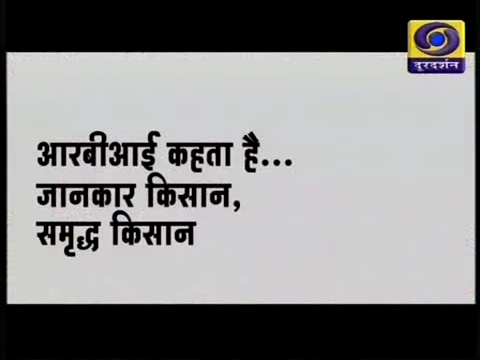 दूरदर्शन
आरबीआई कहता है...
जानकार किसान,
समृद्ध किसान